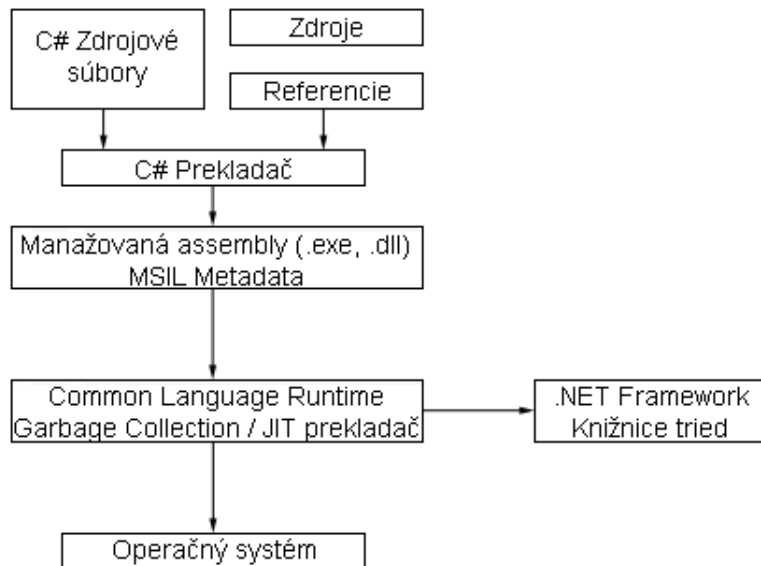 C# Zdrojové
súbory
Zdroje
Referencie
C# Prekladač
Manažovaná assembly (.exe, .dll)
MSIL Metadata
Common Language Runtime
Garbage Collection / JIT prekladač
.NET Framework
Knižnice tried
Operačný systém